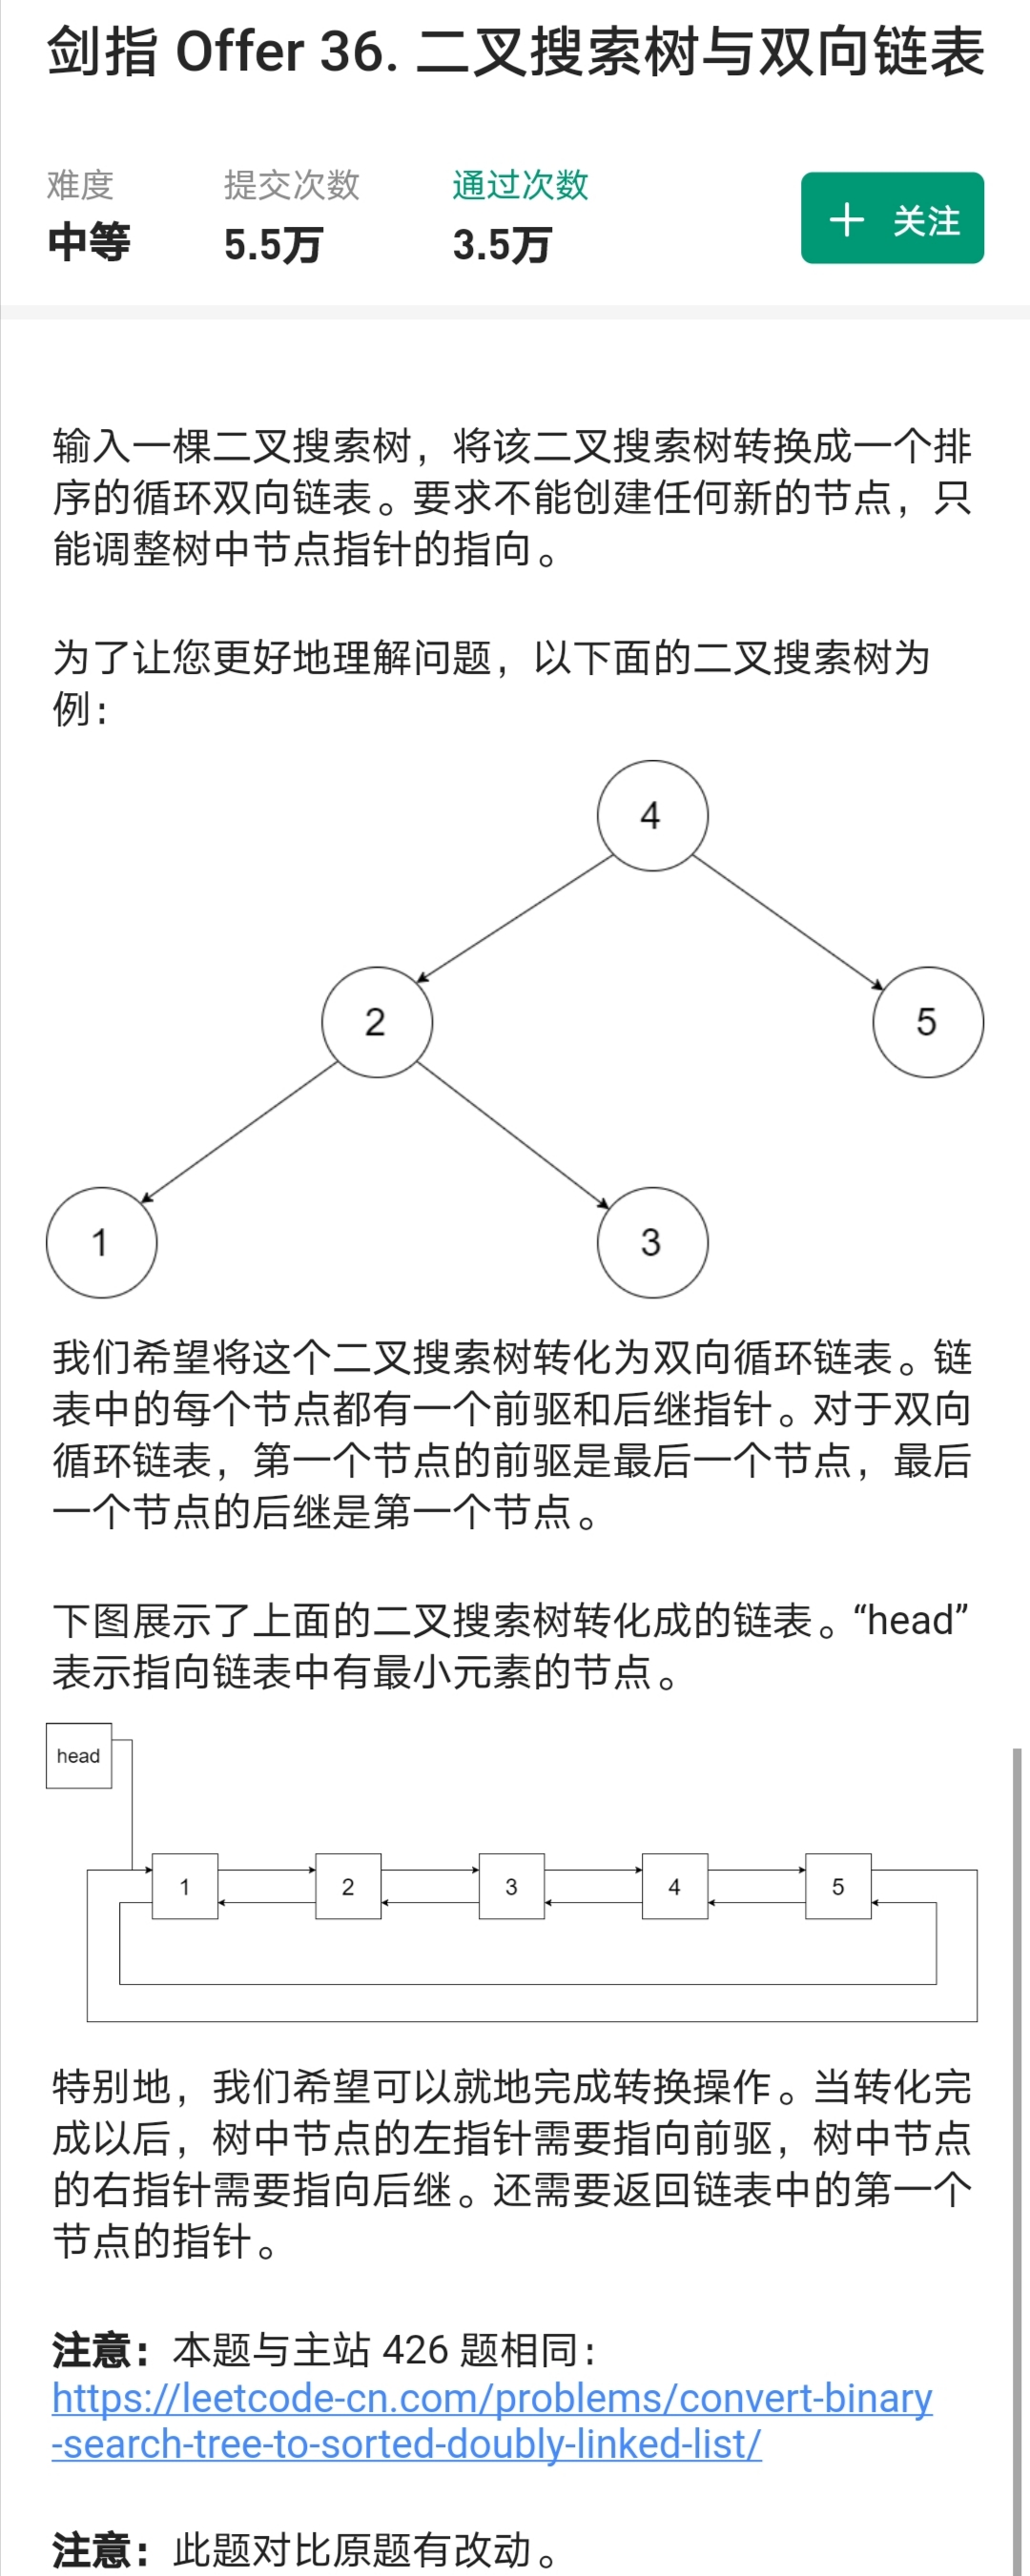 剑指 Offer 36. 二叉搜索树与双向链表
难度 提交次数 通过次数
中等 5.5万 3.5万
＋ 关注
输入一棵二叉搜索树，将该二叉搜索树转换成一个排
序的循环双向链表。要求不能创建任何新的节点，只
能调整树中节点指针的指向。
为了让您更好地理解问题，以下面的二叉搜索树为
例：
4
2 5
1 3
我们希望将这个二叉搜索树转化为双向循环链表。链
表中的每个节点都有一个前驱和后继指针。对于双向
循环链表，第一个节点的前驱是最后一个节点，最后
一个节点的后继是第一个节点。
下图展示了上面的二叉搜索树转化成的链表。“head”
表示指向链表中有最小元素的节点。
head
1 2 3 4 5
特别地，我们希望可以就地完成转换操作。当转化完
成以后，树中节点的左指针需要指向前驱，树中节点
的右指针需要指向后继。还需要返回链表中的第一个
节点的指针。
注意：本题与主站 426 题相同：
https://leetcode-cn.com/problems/convert-binary
-search-tree-to-sorted-doubly-linked-list/
注意：此题对比原题有改动。